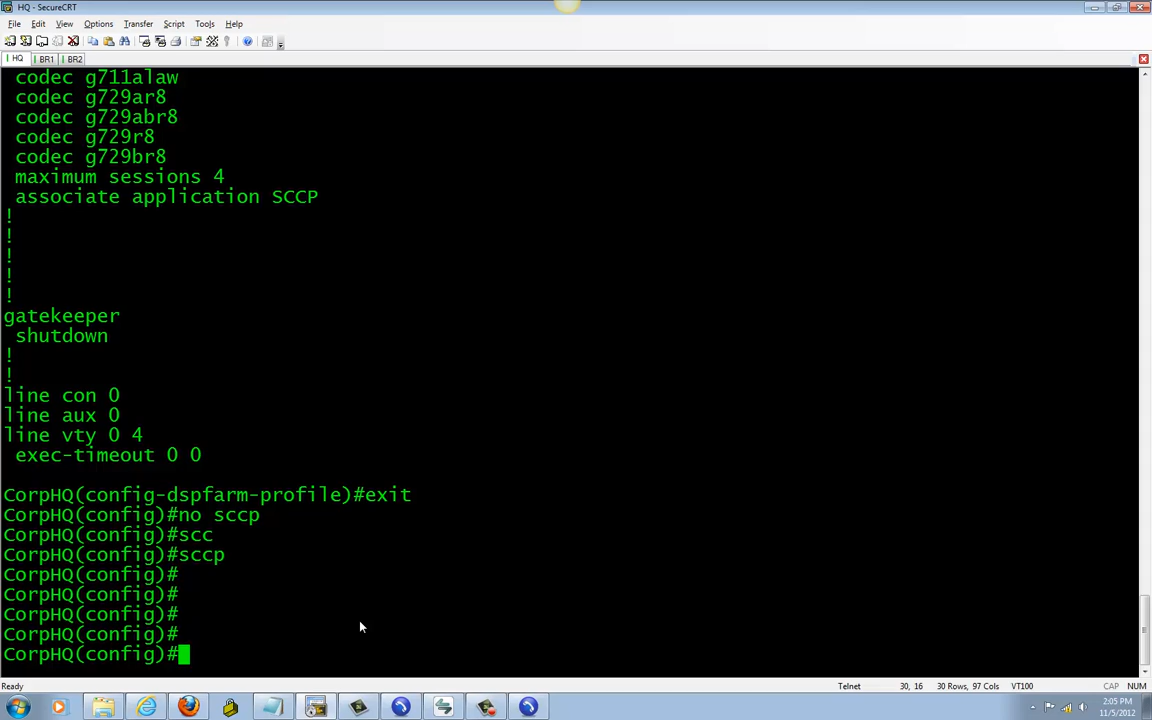 HQ - SecureCRT
File Edit View Options Transfer Script Tools Help
HQ BR1 BR2
codec g711alaw
codec g729ar8
codec g729abr8
codec g729r8
codec g729br8
maximum sessions 4
associate application SCCP
!
!
!
!
!
gatekeeper
shutdown
!
!
line con 0
line aux 0
line vty 0 4
exec-timeout 0 0
CorpHQ(config-dspfarm-profile)#exit
CorpHQ(config)#no sccp
CorpHQ(config)#scc
CorpHQ(config)#sccp
CorpHQ(config)#
CorpHQ(config)#
CorpHQ(config)#
CorpHQ(config)#
CorpHQ(config)#
Ready Telnet 30, 16 30 Rows, 97 Cols VT100 CAP NUM
2:05 PM
11/5/2012